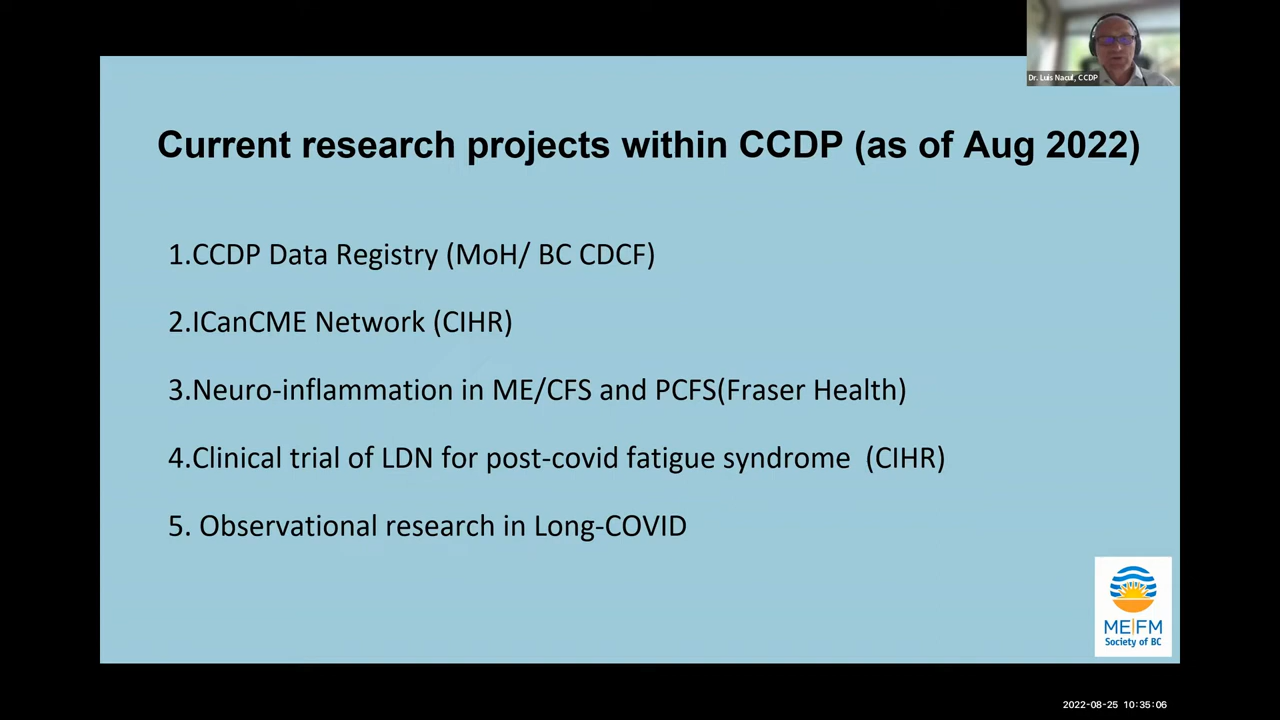 Dr. Luis Nacul, CCDP
Current research projects within CCDP (as of Aug 2022)
1.CCDP Data Registry (MoH/ BC CDCF)
2.ICanCME Network (CIHR)
3.Neuro-inflammation in ME/CFS and PCFS(Fraser Health)
4.Clinical trial of LDN for post-covid fatigue syndrome  (CIHR)
5. Observational research in Long-COVID
ME|FM
Society of BC
2022-08-25 10:35:06